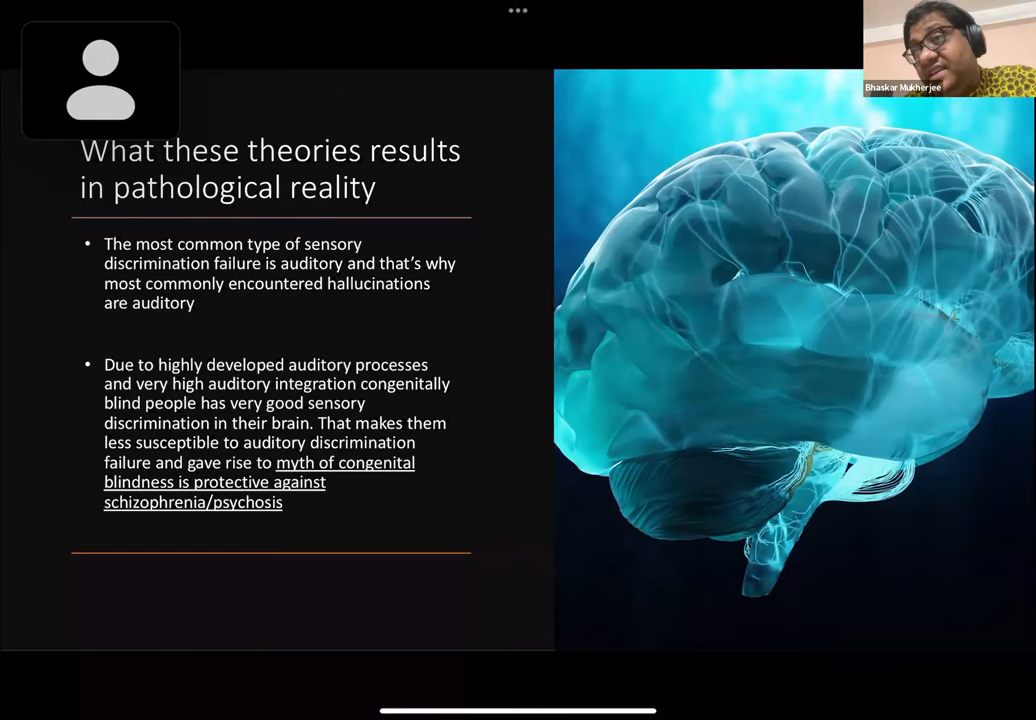 Bhaskar Mukherjee
What these theories results
in pathological reality
• The most common type of sensory
discrimination failure is auditory and that’s why
most commonly encountered hallucinations
are auditory
• Due to highly developed auditory processes
and very high auditory integration congenitally
blind people has very good sensory
discrimination in their brain. That makes them
less susceptible to auditory discrimination
failure and gave rise to myth of congenital
blindness is protective against
schizophrenia/psychosis